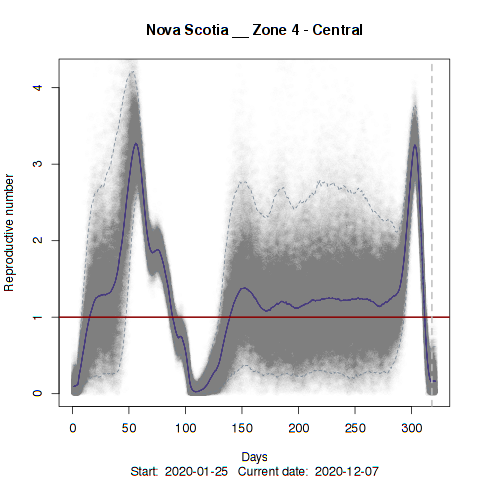 Nova Scotia __ Zone 4 - Central
Reproductive number
4
3
2
1
0
0 50 100 150 200 250 300
Days
Start: 2020-01-25 Current date: 2020-12-07